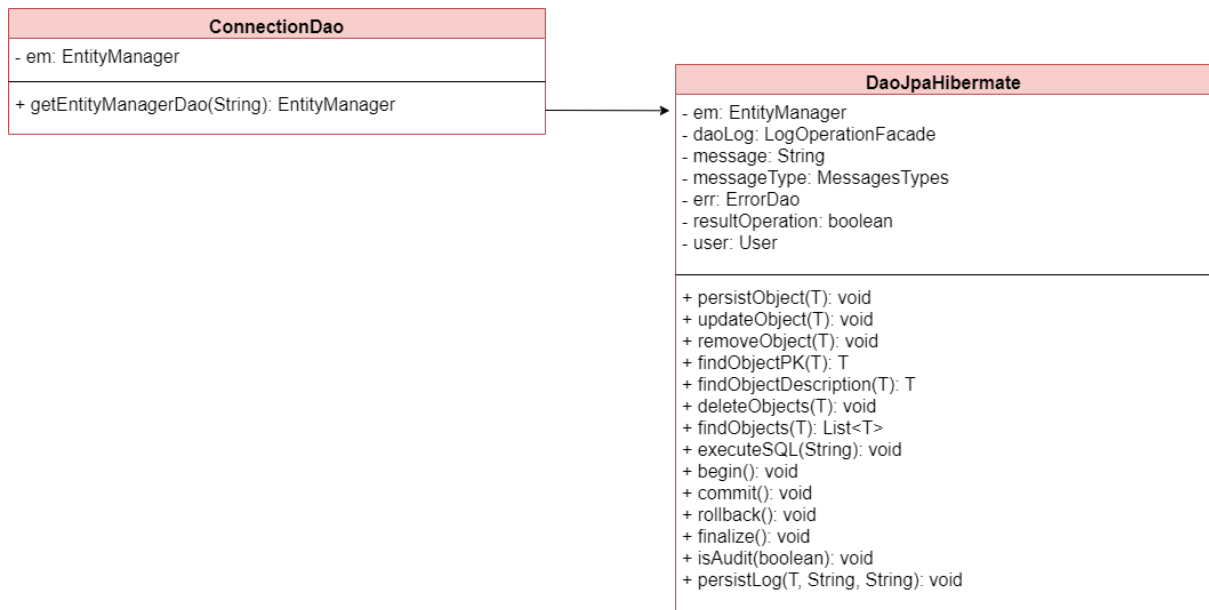 ConnectionDao
- em: EntityManager
+ getEntityManagerDao(String): EntityManager
DaoJpaHibermate
- em: EntityManager
- daoLog: LogOperationFacade
- message: String
- messageType: MessagesTypes
- err: ErrorDao
- resultOperation: boolean
- user: User
+ persistObject(T): void
+ updateObject(T): void
+ removeObject(T): void
+ findObjectPK(T): T
+ findObjectDescription(T): T
+ deleteObjects(T): void
+ findObjects(T): List<T>
+ executeSQL(String): void
+ begin(): void
+ commit(): void
+ rollback(): void
+ finalize(): void
+ isAudit(boolean): void
+ persistLog(T, String, String): void